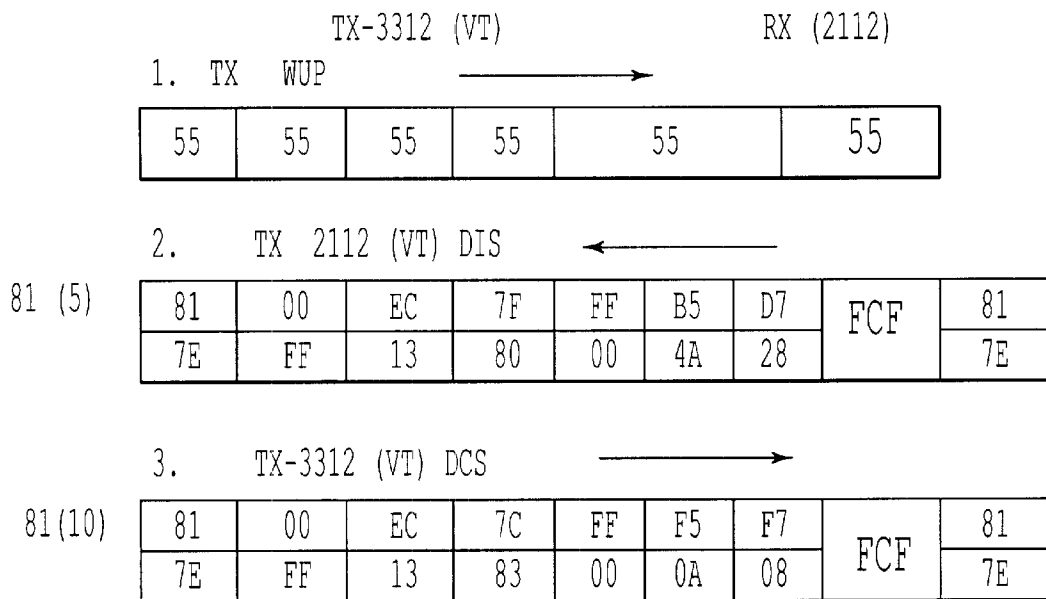 TX-3312 (VT) RX (2112)
1. TX WUP
55 55 55 55 55 55
2. TX 2112 (VT) DIS
81 (5) 81 00 EC 7F FF B5 D7 FCF 81
7E FF 13 80 00 4A 28 7E
3. TX-3312 (VT) DCS
81(10) 81 00 EC 7C FF F5 F7 FCF 81
7E FF 13 83 00 0A 08 7E